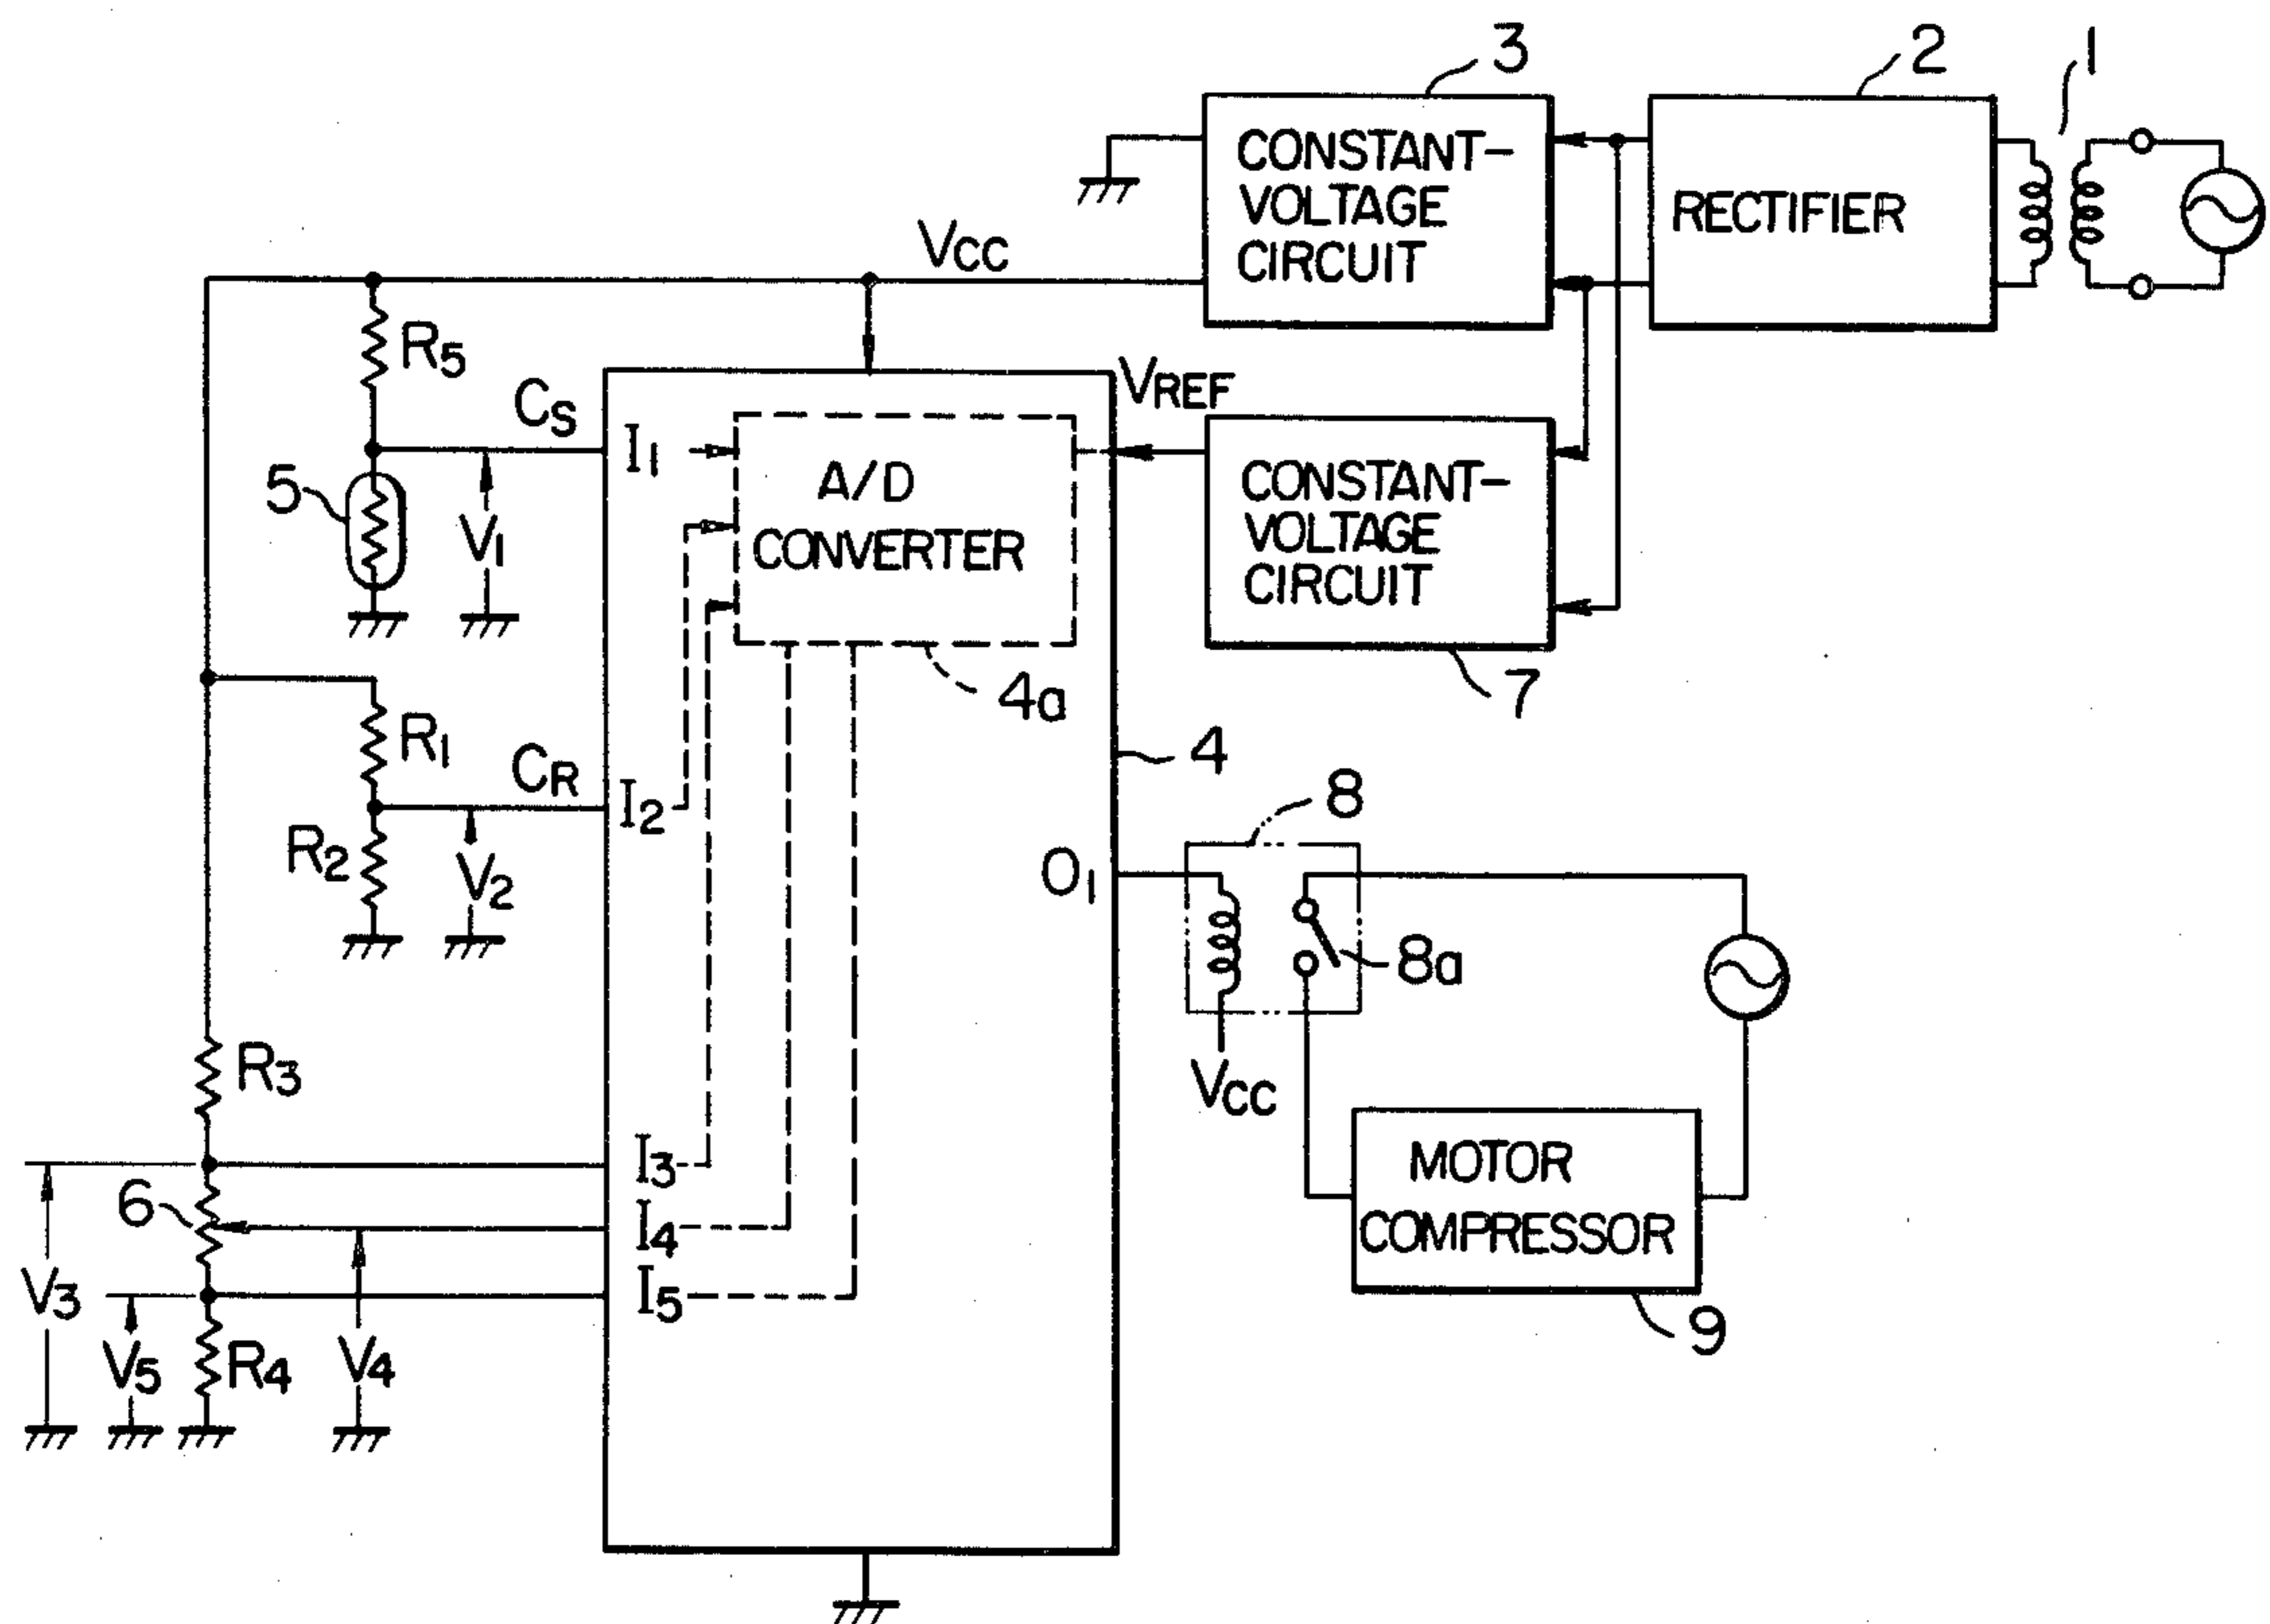 3
2
1
CONSTANT-
VOLTAGE
CIRCUIT
RECTIFIER
VCC
R5
CS
VREF
I1
A/D
CONVERTER
CONSTANT-
VOLTAGE
CIRCUIT
5
V1
4a
7
R1
CR
4
I2
8
R2
V2
O1
8a
R3
VCC
I3
MOTOR
COMPRESSOR
6
I4
V3
I5
9
V5
R4
V4